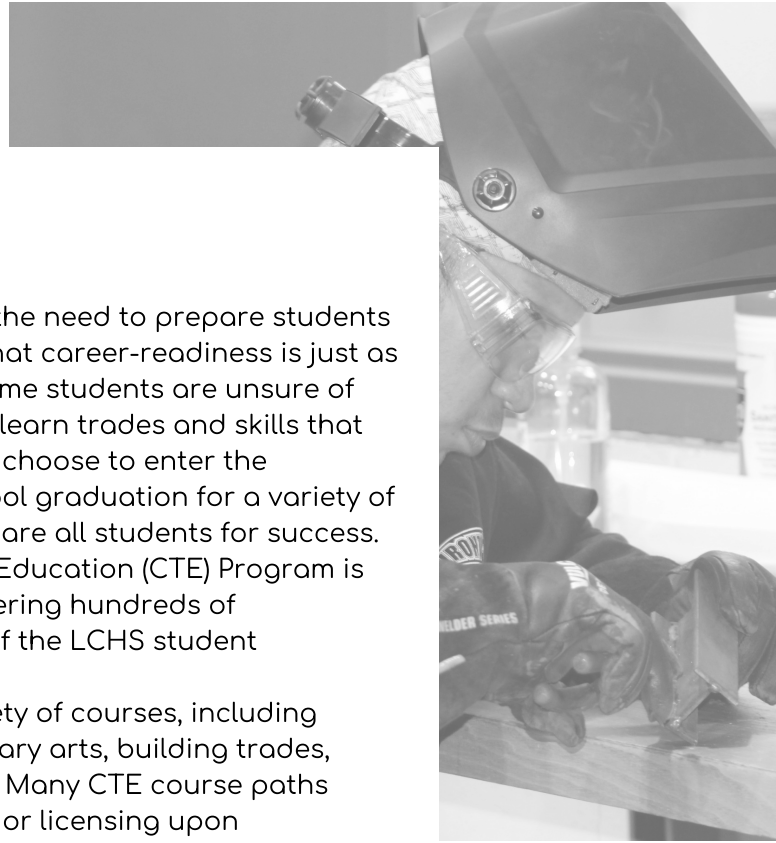 the need to prepare students
hat career-readiness is just as
me students are unsure of
learn trades and skills that
choose to enter the
ol graduation for a variety of
are all students for success.
Education (CTE) Program is
ering hundreds of
f the LCHS student
ety of courses, including
ary arts, building trades,
Many CTE course paths
or licensing upon
ROY
WELDER SERIES